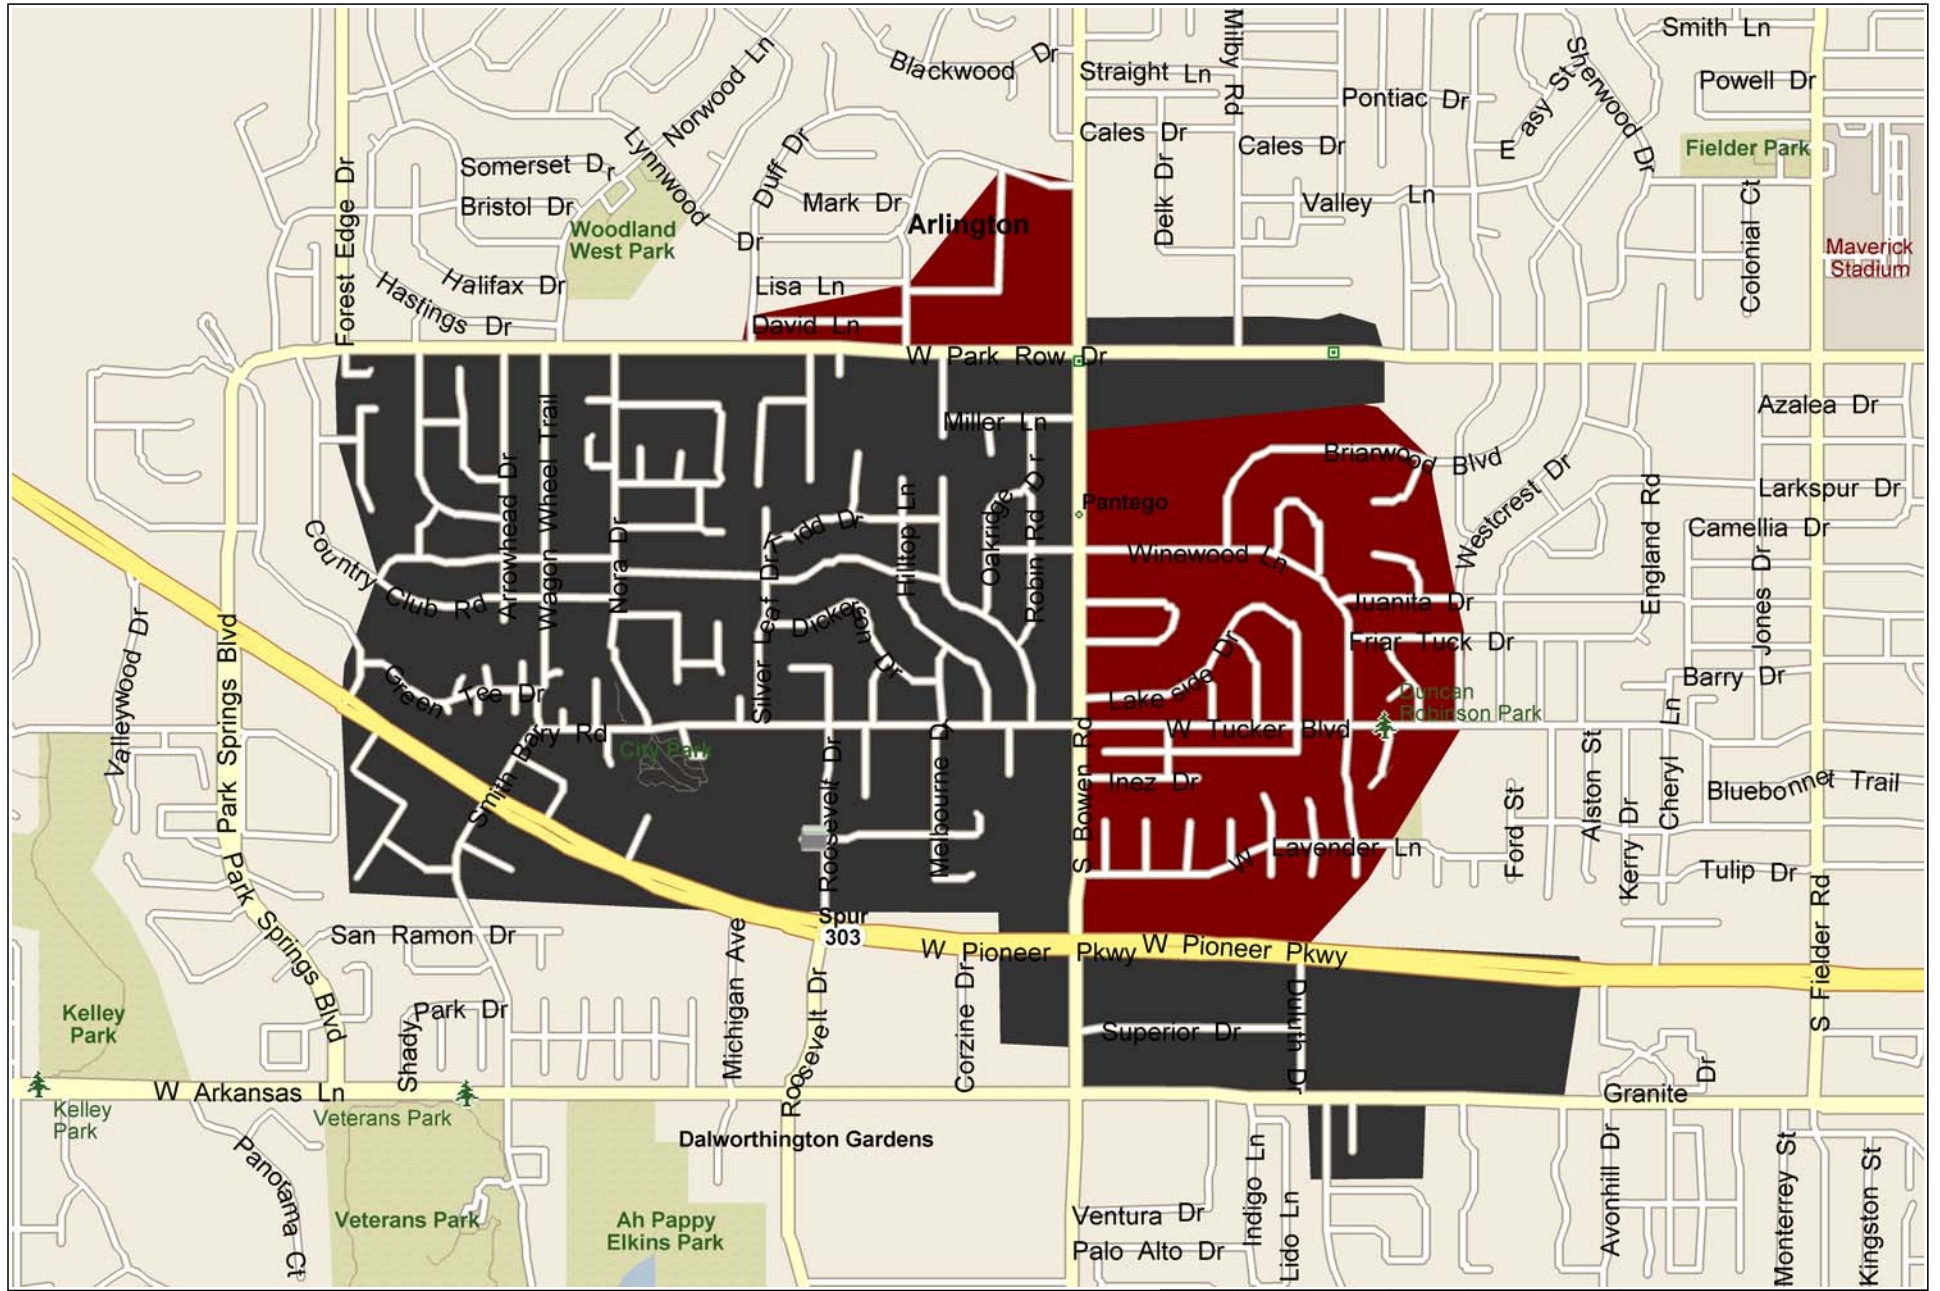 Smith Ln
Norwood Ln
Blackwood Dr
Milby Rd
Straight Ln
Easy St
Sherwood Dr
Powell Dr
Pontiac Dr
Cales Dr
Cales Dr
Fielder Park
Somerset Dr
Lynnwood
Dr
Duff Dr
Bristol Dr
Mark Dr
Delk Dr
Valley Ln
Colonial Ct
Forest Edge Dr
Woodland
West Park
Arlington
Maverick
Stadium
Halifax Dr
Hastings Dr
Lisa Ln
David Ln
W Park Row Dr
Azalea Dr
Miller Ln
Wagon Wheel Trail
Arrowhead Dr
Nora Dr
Briarwood Blvd
Westcrest Dr
England Rd
Larkspur Dr
Camellia Dr
Jones Dr
Pantego
Kidd Dr
Hilltop Ln
Oakridge Dr
Robin Rd
Winewood Ln
Country Club Rd
Silver Leaf Dr
Dickerson Dr
Juanita Dr
Friar Tuck Dr
Valleywood Dr
Park Springs Blvd
Green Tee Dr
Lake side Dr
Barry Dr
Duncan
Robinson Park
Smith Barry Rd
City Park
Roosevelt Dr
Melbourne Dr
S Bowen Rd
W Tucker Blvd
Inez Dr
Ford St
Alston St
Kerry Dr
Cheryl Ln
Bluebonnet Trail
W Lavender Ln
Tulip Dr
Park Springs Blvd
San Ramon Dr
Spur
303
W Pioneer Pkwy
W Pioneer Pkwy
S Fielder Rd
Michigan Ave
Roosevelt Dr
Corzine Dr
Duluth Dr
Superior Dr
Kelley
Park
Shady Park Dr
W Arkansas Ln
Kelley
Park
Veterans Park
Granite Dr
Dalworthington Gardens
Panorama Ct
Veterans Park
Ah Pappy
Elkins Park
Ventura Dr
Palo Alto Dr
Indigo Ln
Lido Ln
Avonhill Dr
Monterrey St
Kingston St